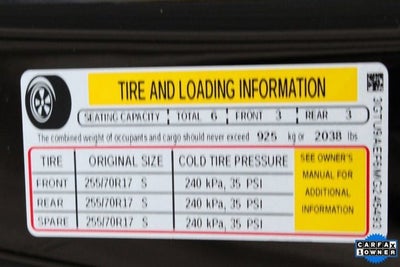 TIRE AND LOADING INFORMATION
SEATING CAPACITY TOTAL 6 FRONT 3 REAR 3
The combined weight of occupants and cargo should never exceed 925 kg or 2038 lbs
TIRE ORIGINAL SIZE COLD TIRE PRESSURE
FRONT 255/70R17 S 240 kPa, 35 PSI
REAR 255/70R17 S 240 kPa, 35 PSI
SPARE 255/70R17 S 240 kPa, 35 PSI
SEE OWNER'S
MANUAL FOR
ADDITIONAL
INFORMATION
CARFAX
1 OWNER